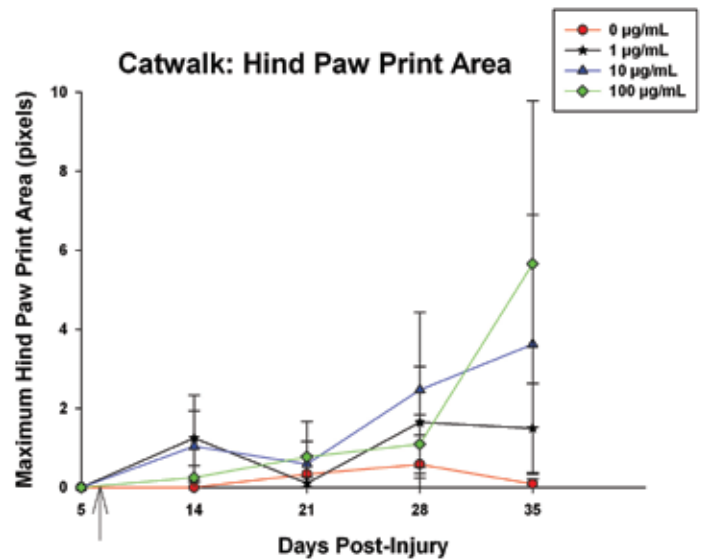 0 µg/mL
1 µg/mL
10 µg/mL
100 µg/mL
Catwalk: Hind Paw Print Area
Maximum Hind Paw Print Area (pixels)
10
8
6
4
2
0
5 14 21 28 35
Days Post-Injury